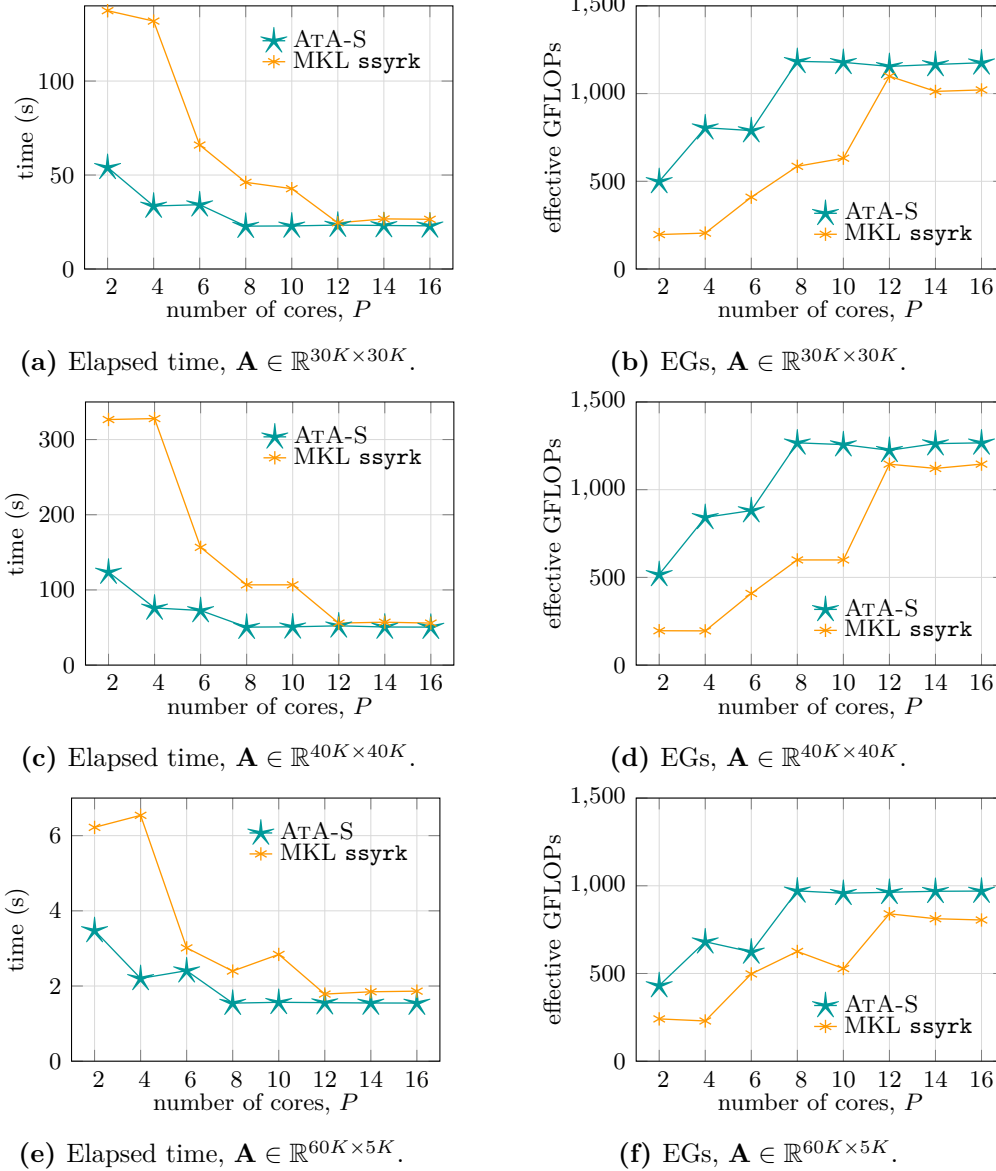 100
50
0
time (s)
2 4 6 8 10 12 14 16
number of cores, P
ATA-S
MKL ssyrk
(a) Elapsed time, A ∈ ℝ^{30K×30K}.
1,500
1,000
500
0
effective GFLOPs
2 4 6 8 10 12 14 16
number of cores, P
ATA-S
MKL ssyrk
(b) EGs, A ∈ ℝ^{30K×30K}.
300
200
100
0
time (s)
2 4 6 8 10 12 14 16
number of cores, P
ATA-S
MKL ssyrk
(c) Elapsed time, A ∈ ℝ^{40K×40K}.
1,500
1,000
500
0
effective GFLOPs
2 4 6 8 10 12 14 16
number of cores, P
ATA-S
MKL ssyrk
(d) EGs, A ∈ ℝ^{40K×40K}.
6
4
2
0
time (s)
2 4 6 8 10 12 14 16
number of cores, P
ATA-S
MKL ssyrk
(e) Elapsed time, A ∈ ℝ^{60K×5K}.
1,500
1,000
500
0
effective GFLOPs
2 4 6 8 10 12 14 16
number of cores, P
ATA-S
MKL ssyrk
(f) EGs, A ∈ ℝ^{60K×5K}.